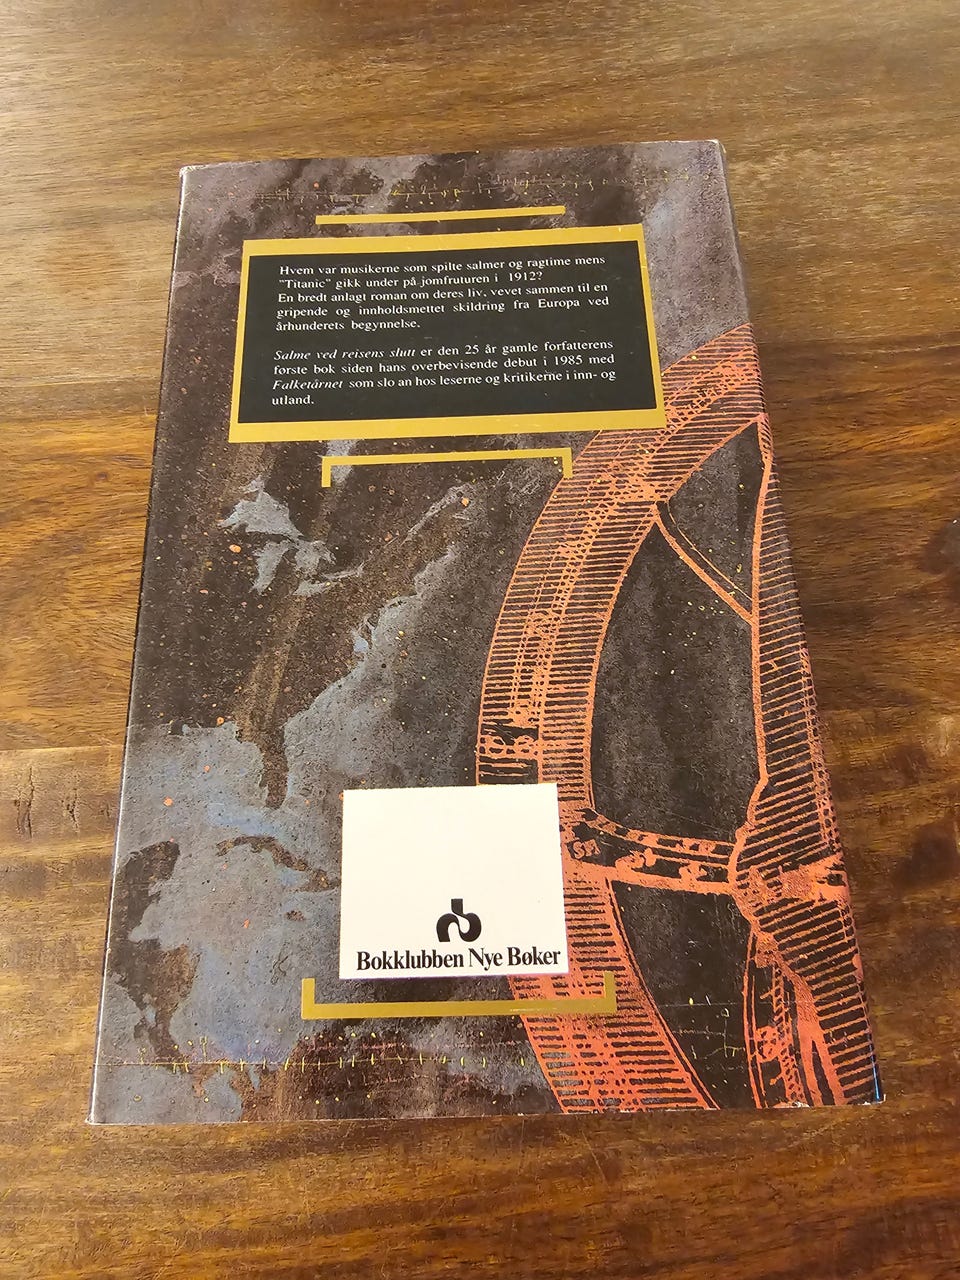 Hvem var musikerne som spilte salmer og ragtime mens
"Titanic" gikk under på jomfruturen i 1912?
En bredt anlagt roman om deres liv, vevet sammen til en
gripende og innholdsmettet skildring fra Europa ved
århunderets begynnelse.
Salme ved reisens slutt er den 25 år gamle forfatterens
første bok siden hans overbevisende debut i 1985 med
Falketårnet som slo an hos leserne og kritikerne i inn- og
utland.
Bokklubben Nye Bøker